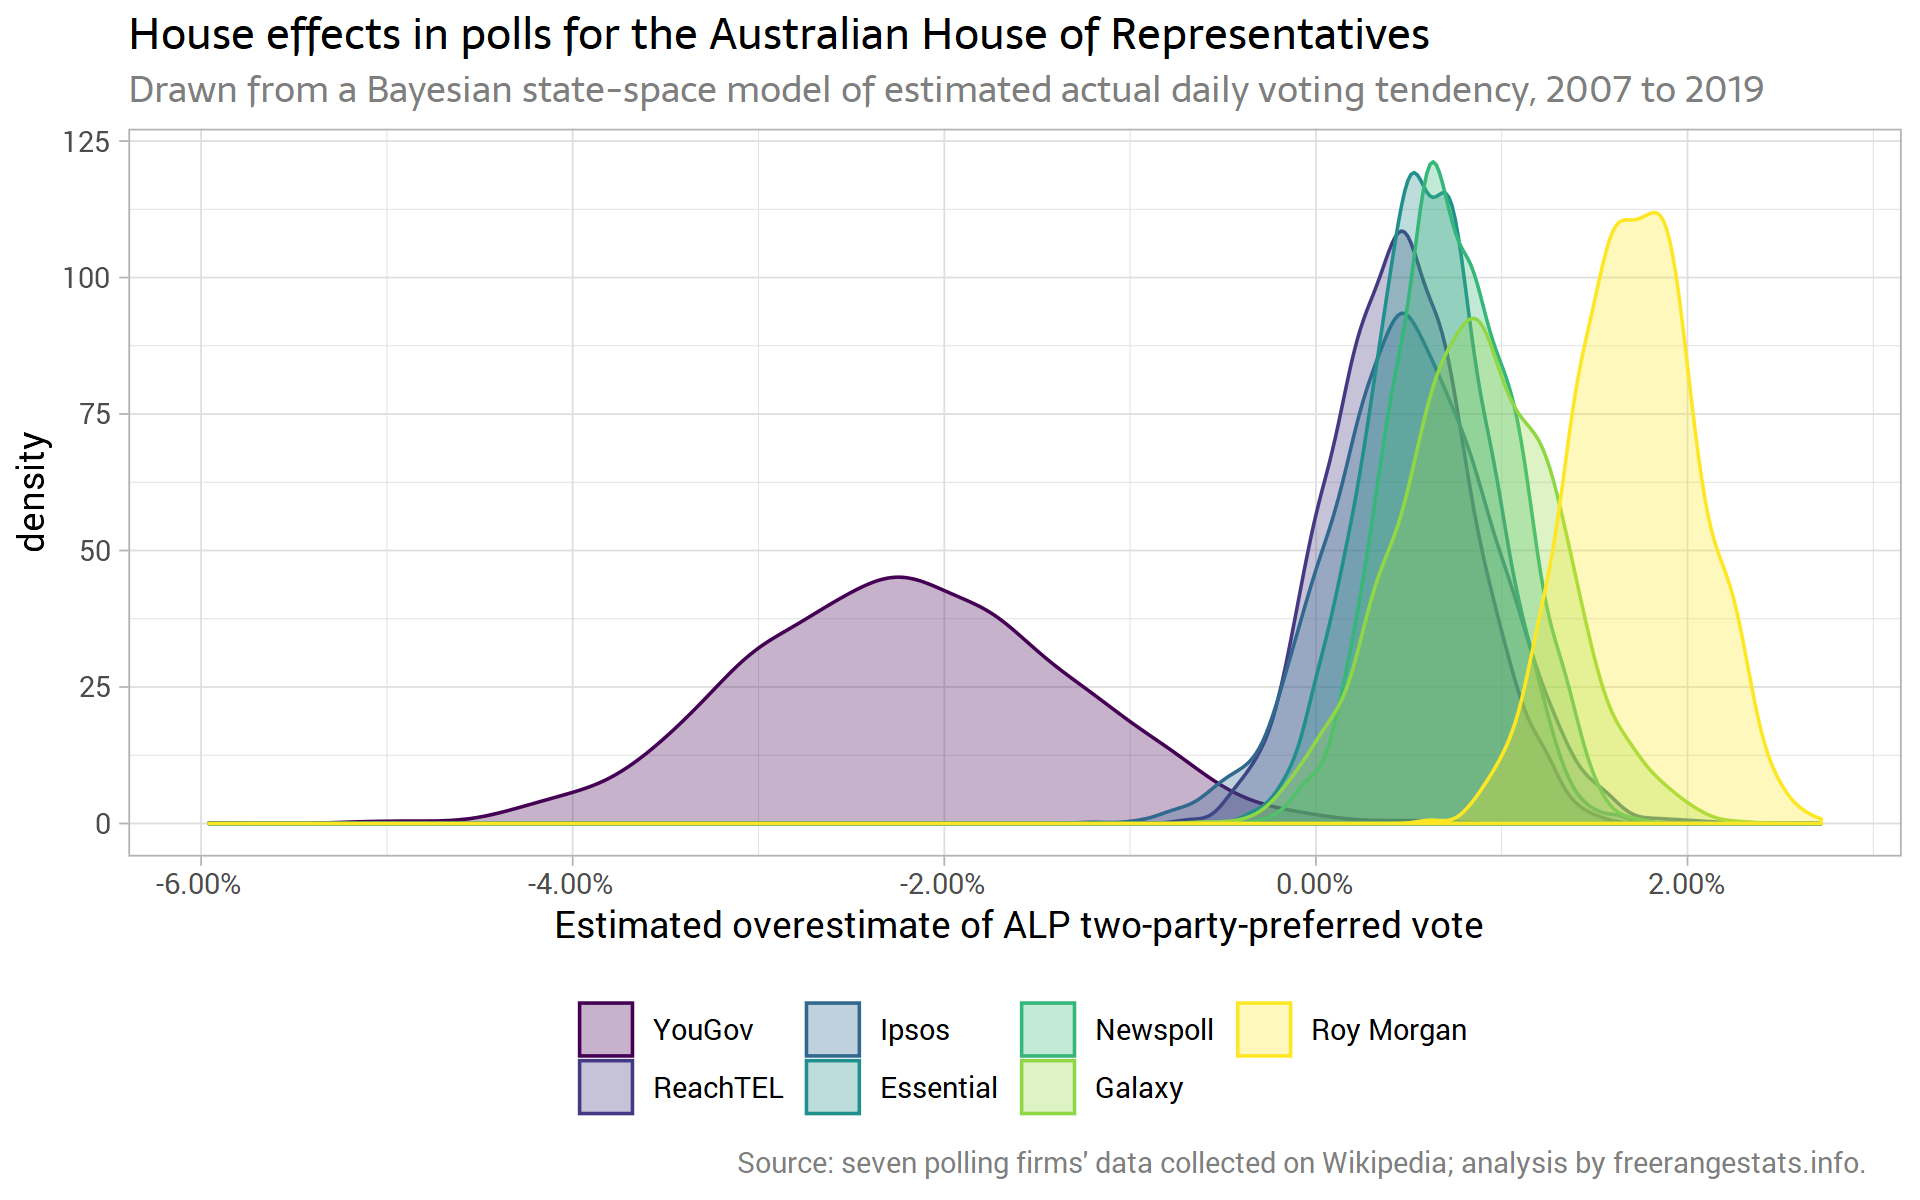 House effects in polls for the Australian House of Representatives
Drawn from a Bayesian state-space model of estimated actual daily voting tendency, 2007 to 2019
125
100
75
50
25
0
density
-6.00% -4.00% -2.00% 0.00% 2.00%
Estimated overestimate of ALP two-party-preferred vote
YouGov Ipsos Newspoll Roy Morgan
ReachTEL Essential Galaxy
Source: seven polling firms' data collected on Wikipedia; analysis by freerangestats.info.